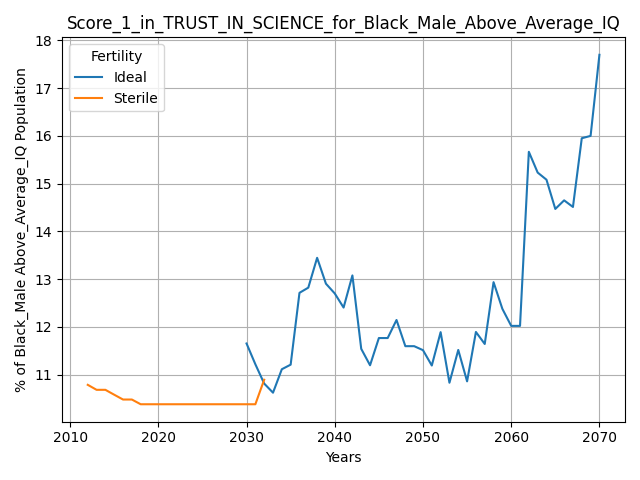 Score_1_in_TRUST_IN_SCIENCE_for_Black_Male_Above_Average_IQ
Fertility
Ideal
Sterile
18
17
16
15
14
13
12
11
% of Black_Male Above_Average_IQ Population
2010 2020 2030 2040 2050 2060 2070
Years